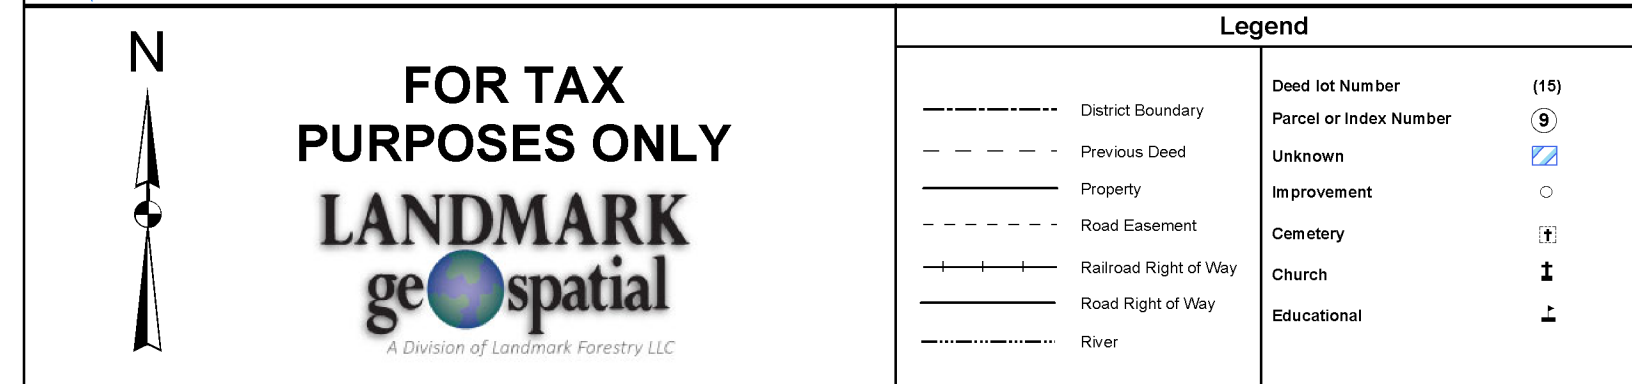 N
FOR TAX
PURPOSES ONLY
LANDMARK
geospatial
A Division of Landmark Forestry LLC
Legend
District Boundary
Previous Deed
Property
Road Easement
Railroad Right of Way
Road Right of Way
River
Deed lot Number (15)
Parcel or Index Number 9
Unknown
Improvement
Cemetery
Church
Educational